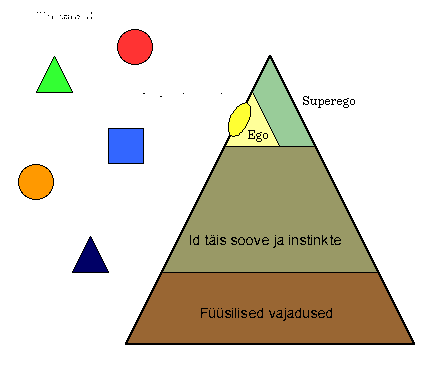 Superego
Ego
Id täis soove ja instinkte
Füüsilised vajadused